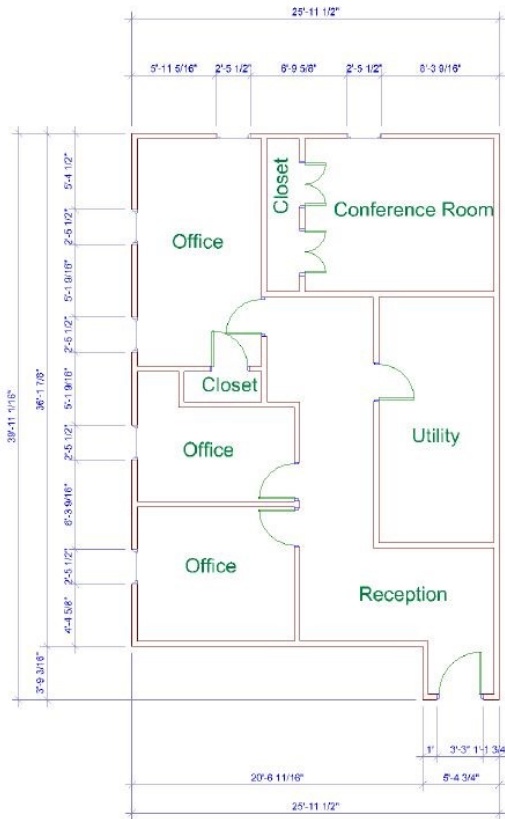 25'-11 1/2"
5'-11 5/16" 2'-5 1/2" 6'-9 5/8" 2'-5 1/2" 8'-3 9/16"
5'-4 1/2"
2'-5 1/2"
5'-1 9/16"
2'-5 1/2"
5'-1 9/16"
2'-5 1/2"
6'-3 9/16"
2'-5 1/2"
4'-4 5/8"
36'-1 7/8"
3'-9 3/16"
39'-11 1/16"
Closet
Conference Room
Office
Closet
Office
Utility
Office
Reception
1' 3'-3" 1'-1 3/4
20'-6 11/16" 5'-4 3/4"
25'-11 1/2"